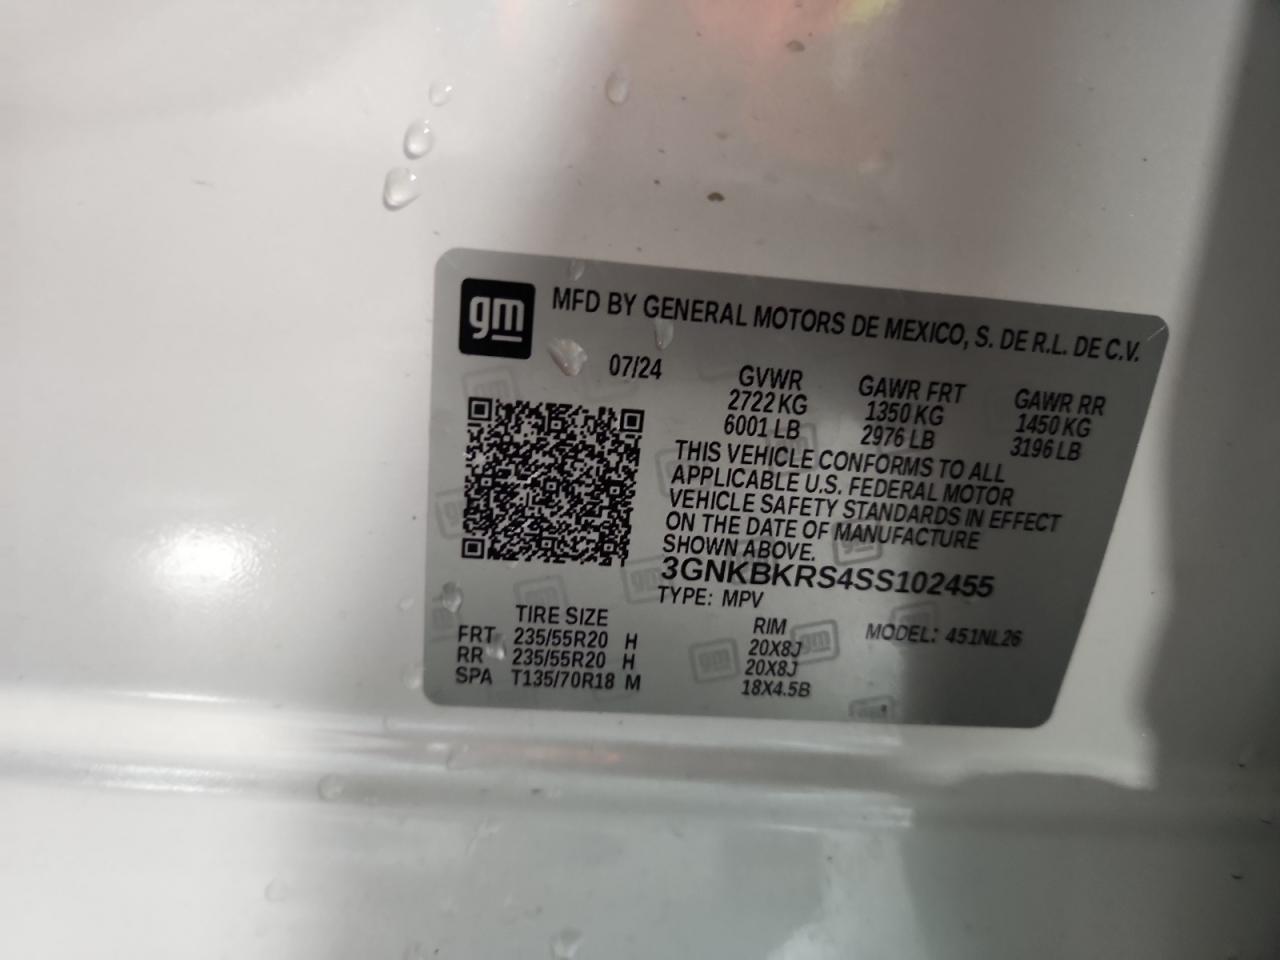 gm MFD BY GENERAL MOTORS DE MEXICO, S. DE R.L. DE C.V.
07/24 GVWR GAWR FRT GAWR RR
2722 KG 1350 KG 1450 KG
6001 LB 2976 LB 3196 LB
THIS VEHICLE CONFORMS TO ALL
APPLICABLE U.S. FEDERAL MOTOR
VEHICLE SAFETY STANDARDS IN EFFECT
ON THE DATE OF MANUFACTURE
SHOWN ABOVE.
3GNKBKRS4SS102455
TYPE: MPV
TIRE SIZE RIM MODEL: 451NL26
FRT 235/55R20 H 20X8J
RR 235/55R20 H 20X8J
SPA T135/70R18 M 18X4.5B